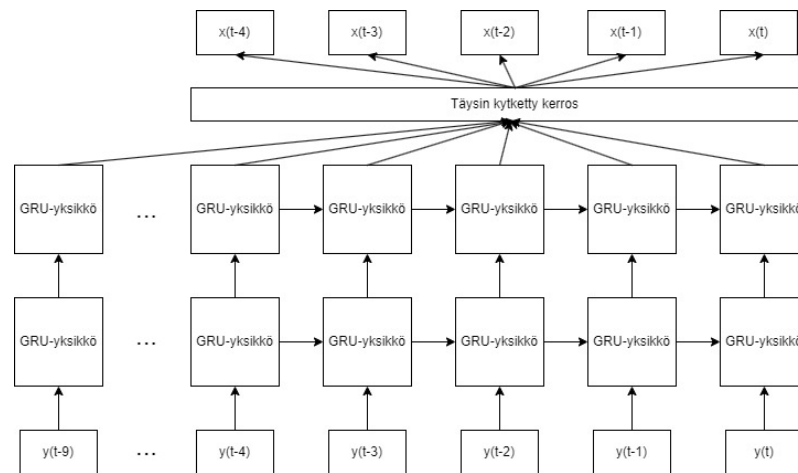 x(t-4) x(t-3) x(t-2) x(t-1) x(t)
Täysin kytketty kerros
GRU-yksikkö ... GRU-yksikkö GRU-yksikkö GRU-yksikkö GRU-yksikkö GRU-yksikkö
GRU-yksikkö ... GRU-yksikkö GRU-yksikkö GRU-yksikkö GRU-yksikkö GRU-yksikkö
y(t-9) ... y(t-4) y(t-3) y(t-2) y(t-1) y(t)